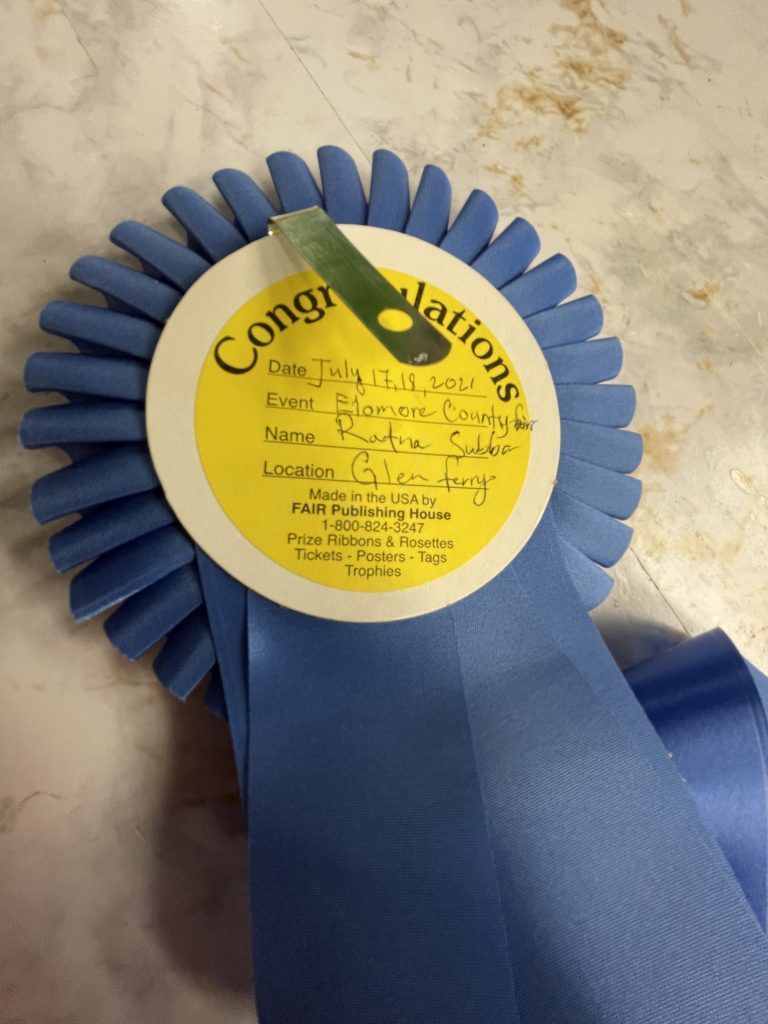 Congratulations
Date July 17,18, 2021
Event Elomore County fair
Name Ratna Subba
Location Glen ferry
Made in the USA by
FAIR Publishing House
1-800-824-3247
Prize Ribbons & Rosettes
Tickets - Posters - Tags
Trophies